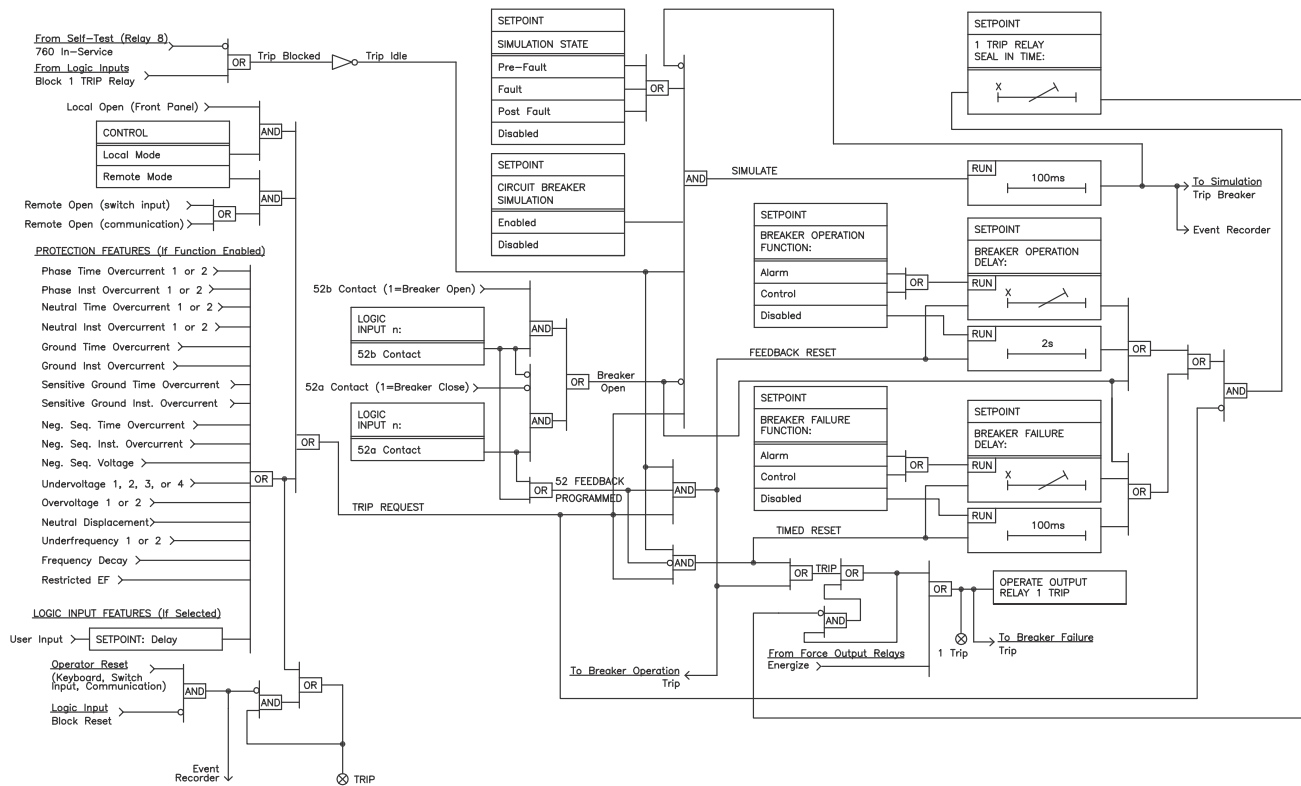 From Self-Test (Relay 8)
760 In-Service
From Logic Inputs
Block 1 TRIP Relay
OR
Trip Blocked
Trip Idle
Local Open (Front Panel)
AND
CONTROL
Local Mode
Remote Mode
AND
Remote Open (switch input)
OR
Remote Open (communication)
PROTECTION FEATURES (If Function Enabled)
Phase Time Overcurrent 1 or 2
Phase Inst Overcurrent 1 or 2
Neutral Time Overcurrent 1 or 2
Neutral Inst Overcurrent 1 or 2
Ground Time Overcurrent
Ground Inst Overcurrent
Sensitive Ground Time Overcurrent
Sensitive Ground Inst. Overcurrent
Neg. Seq. Time Overcurrent
Neg. Seq. Inst. Overcurrent
Neg. Seq. Voltage
Undervoltage 1, 2, 3, or 4
Overvoltage 1 or 2
Neutral Displacement
Underfrequency 1 or 2
Frequency Decay
Restricted EF
OR
OR
LOGIC INPUT FEATURES (If Selected)
User Input
SETPOINT: Delay
Operator Reset
(Keyboard, Switch
Input, Communication)
Logic Input
Block Reset
AND
AND
OR
Event
Recorder
TRIP
SETPOINT
SIMULATION STATE
Pre-Fault
Fault
Post Fault
Disabled
OR
SETPOINT
CIRCUIT BREAKER
SIMULATION
Enabled
Disabled
AND
SIMULATE
52b Contact (1=Breaker Open)
LOGIC
INPUT n:
52b Contact
AND
52a Contact (1=Breaker Close)
LOGIC
INPUT n:
52a Contact
AND
OR
Breaker
Open
OR
52 FEEDBACK
PROGRAMMED
TRIP REQUEST
AND
AND
SETPOINT
1 TRIP RELAY
SEAL IN TIME:
X
RUN
100ms
To Simulation
Trip Breaker
Event Recorder
SETPOINT
BREAKER OPERATION
FUNCTION:
Alarm
Control
Disabled
OR
SETPOINT
BREAKER OPERATION
DELAY:
RUN
X
RUN
2s
FEEDBACK RESET
OR
OR
AND
SETPOINT
BREAKER FAILURE
FUNCTION:
Alarm
Control
Disabled
OR
SETPOINT
BREAKER FAILURE
DELAY:
RUN
X
RUN
100ms
TIMED RESET
OR
OR
TRIP
OR
AND
OR
OPERATE OUTPUT
RELAY 1 TRIP
1 Trip
To Breaker Failure
Trip
From Force Output Relays
Energize
To Breaker Operation
Trip